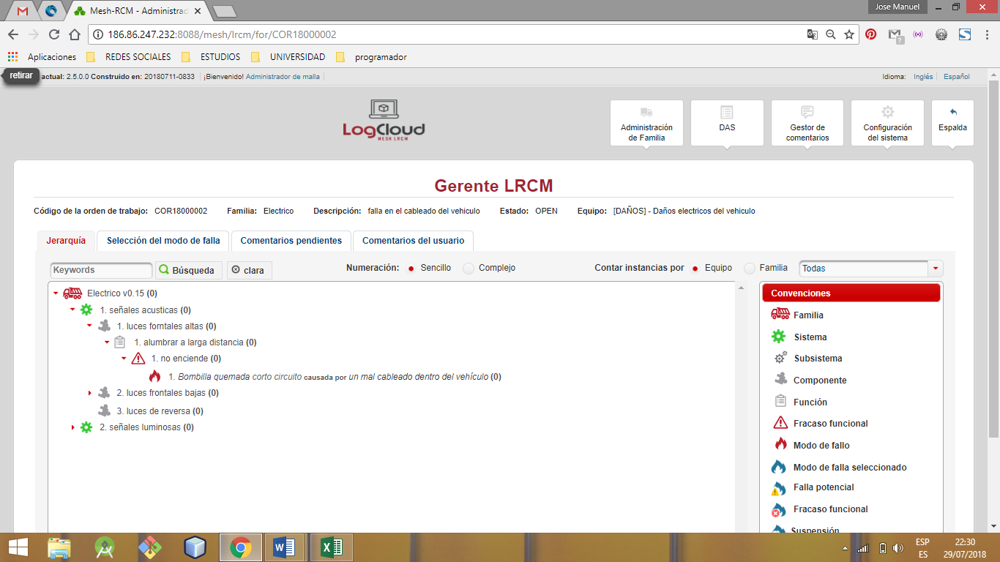 Jose Manuel
Mesh-RCM - Administrad
186.86.247.232:8088/mesh/lrcm/for/COR18000002
Aplicaciones REDES SOCIALES ESTUDIOS UNIVERSIDAD programador
retirar actual: 2.5.0.0 Construido en: 20180711-0833 ¡Bienvenido! Administrador de malla Idioma: Inglés Español
LogCloud
MESH LRCM
Administración de Familia
DAS
Gestor de comentarios
Configuración del sistema
Espalda
Gerente LRCM
Código de la orden de trabajo: COR18000002 Familia: Electrico Descripción: falla en el cableado del vehiculo Estado: OPEN Equipo: [DAÑOS] - Daños electricos del vehiculo
Jerarquía Selección del modo de falla Comentarios pendientes Comentarios del usuario
Keywords Búsqueda clara Numeración: Sencillo Complejo Contar instancias por Equipo Familia Todas
Electrico v0.15 (0)
1. señales acusticas (0)
1. luces forntales altas (0)
1. alumbrar a larga distancia (0)
1. no enciende (0)
1. Bombilla quemada corto circuito causada por un mal cableado dentro del vehículo (0)
2. luces frontales bajas (0)
3. luces de reversa (0)
2. señales luminosas (0)
Convenciones
Familia
Sistema
Subsistema
Componente
Función
Fracaso funcional
Modo de fallo
Modo de falla seleccionado
Falla potencial
Fracaso funcional
Suspensión
ESP
ES
22:30
29/07/2018